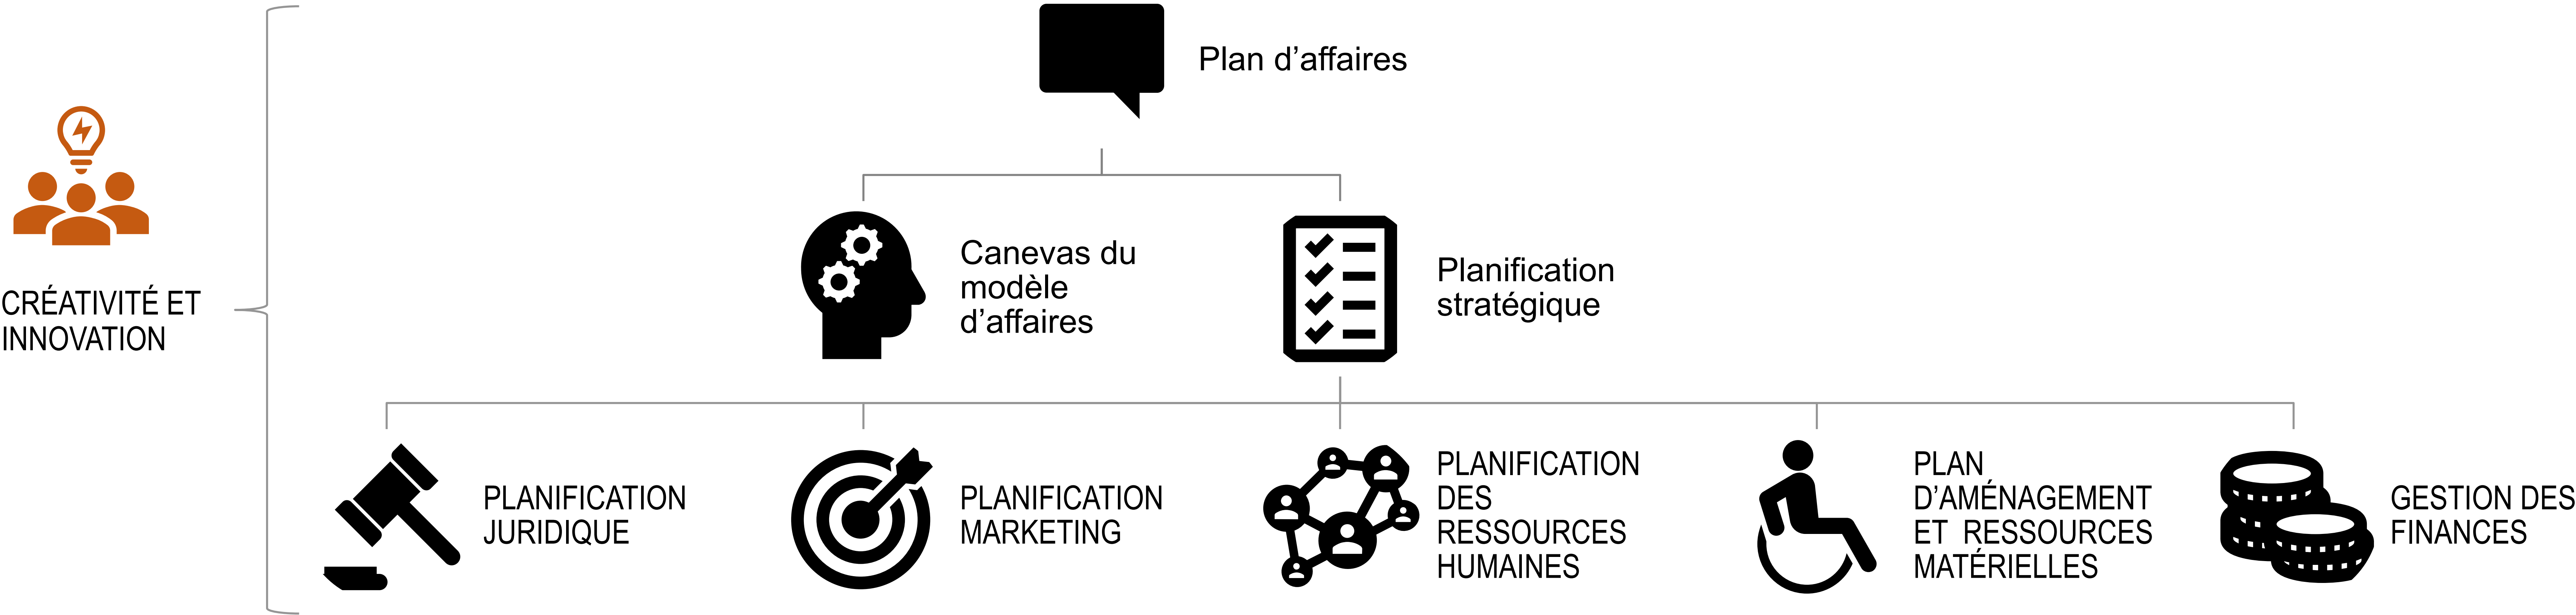 Plan d’affaires
CRÉATIVITÉ ET
INNOVATION
Canevas du
modèle
d’affaires
Planification
stratégique
PLANIFICATION
JURIDIQUE
PLANIFICATION
MARKETING
PLANIFICATION
DES
RESSOURCES
HUMAINES
PLAN
D’AMÉNAGEMENT
ET RESSOURCES
MATÉRIELLES
GESTION DES
FINANCES